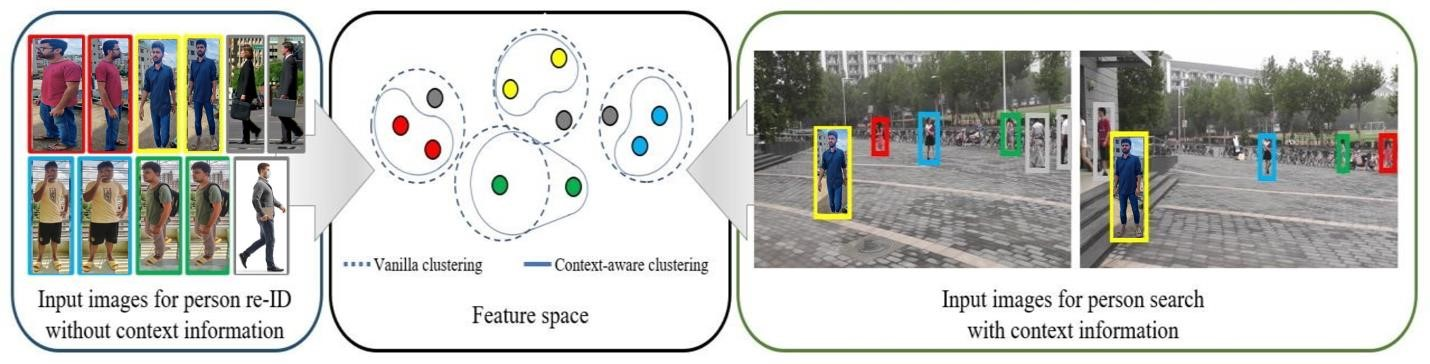 Input images for person re-ID
without context information
Vanilla clustering
Context-aware clustering
Feature space
Input images for person search
with context information